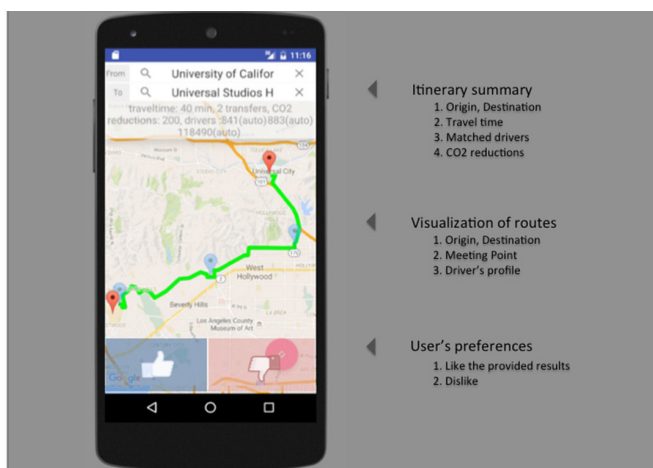 11:16
From University of Califor ×
To Universal Studios H ×
traveltime: 40 min, 2 transfers, CO2
reductions: 200, drivers :841(auto)883(auto)
118490(auto)
Universal City
101
170
2
West
Hollywood
Beverly Hills
Los Angeles County
Museum of Art
Google
Itinerary summary
1. Origin, Destination
2. Travel time
3. Matched drivers
4. CO2 reductions
Visualization of routes
1. Origin, Destination
2. Meeting Point
3. Driver's profile
User's preferences
1. Like the provided results
2. Dislike